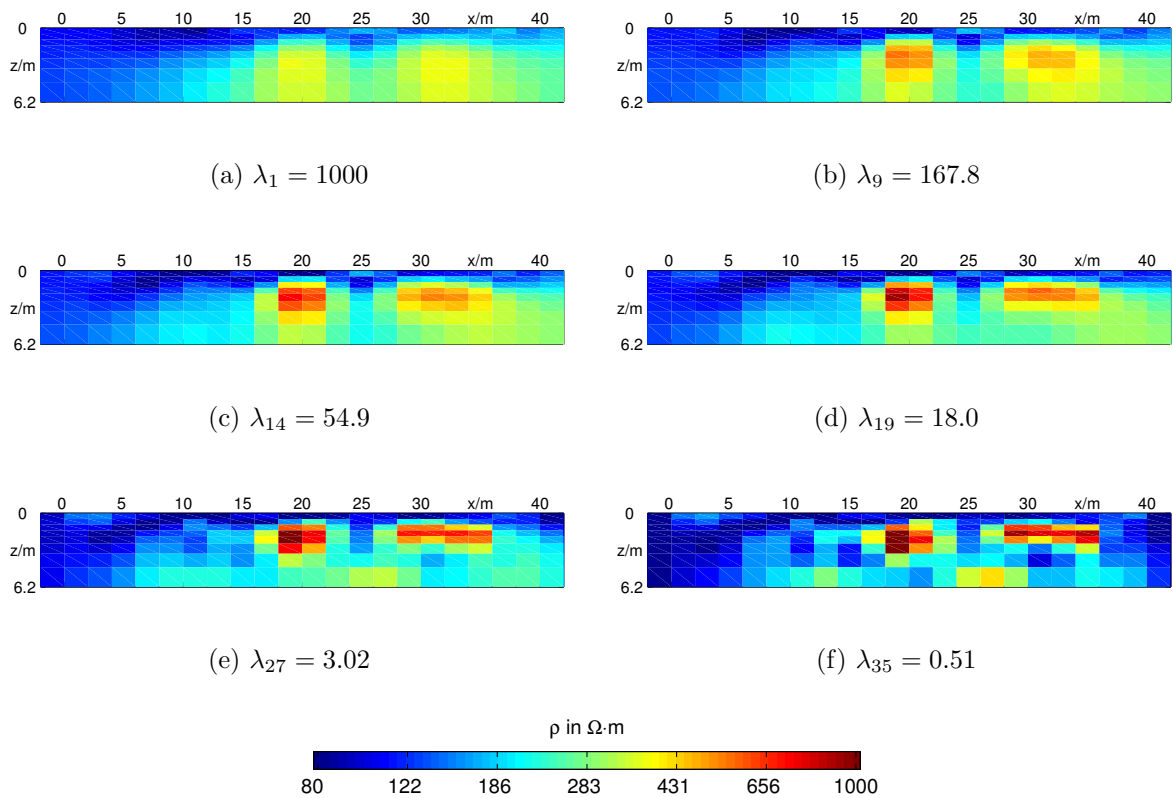 0 5 10 15 20 25 30 x/m 40
0
z/m
6.2
(a) λ₁ = 1000
0 5 10 15 20 25 30 x/m 40
0
z/m
6.2
(b) λ₉ = 167.8
0 5 10 15 20 25 30 x/m 40
0
z/m
6.2
(c) λ₁₄ = 54.9
0 5 10 15 20 25 30 x/m 40
0
z/m
6.2
(d) λ₁₉ = 18.0
0 5 10 15 20 25 30 x/m 40
0
z/m
6.2
(e) λ₂₇ = 3.02
0 5 10 15 20 25 30 x/m 40
0
z/m
6.2
(f) λ₃₅ = 0.51
ρ in Ω·m
80 122 186 283 431 656 1000